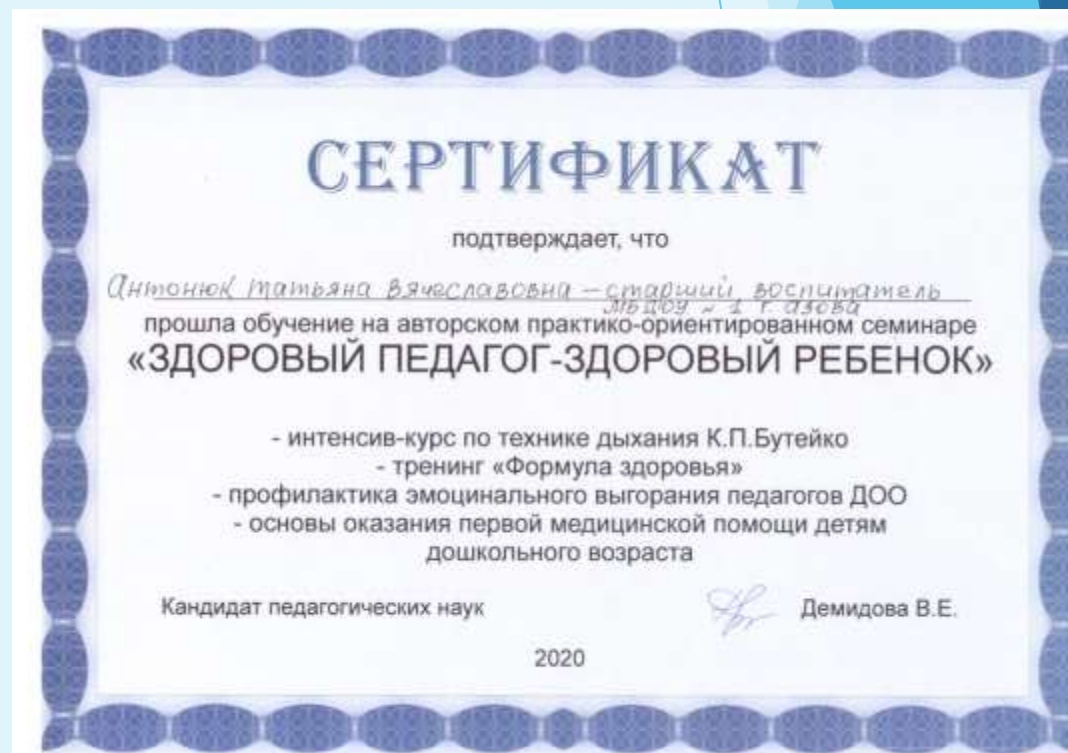 СЕРТИФИКАТ
подтверждает, что
Антонюк Татьяна Вячеславовна – старший воспитатель
МБДОУ № 1 г. Азова
прошла обучение на авторском практико-ориентированном семинаре
«ЗДОРОВЫЙ ПЕДАГОГ-ЗДОРОВЫЙ РЕБЕНОК»
- интенсив-курс по технике дыхания К.П.Бутейко
- тренинг «Формула здоровья»
- профилактика эмоцинального выгорания педагогов ДОО
- основы оказания первой медицинской помощи детям
дошкольного возраста
Кандидат педагогических наук Демидова В.Е.
2020